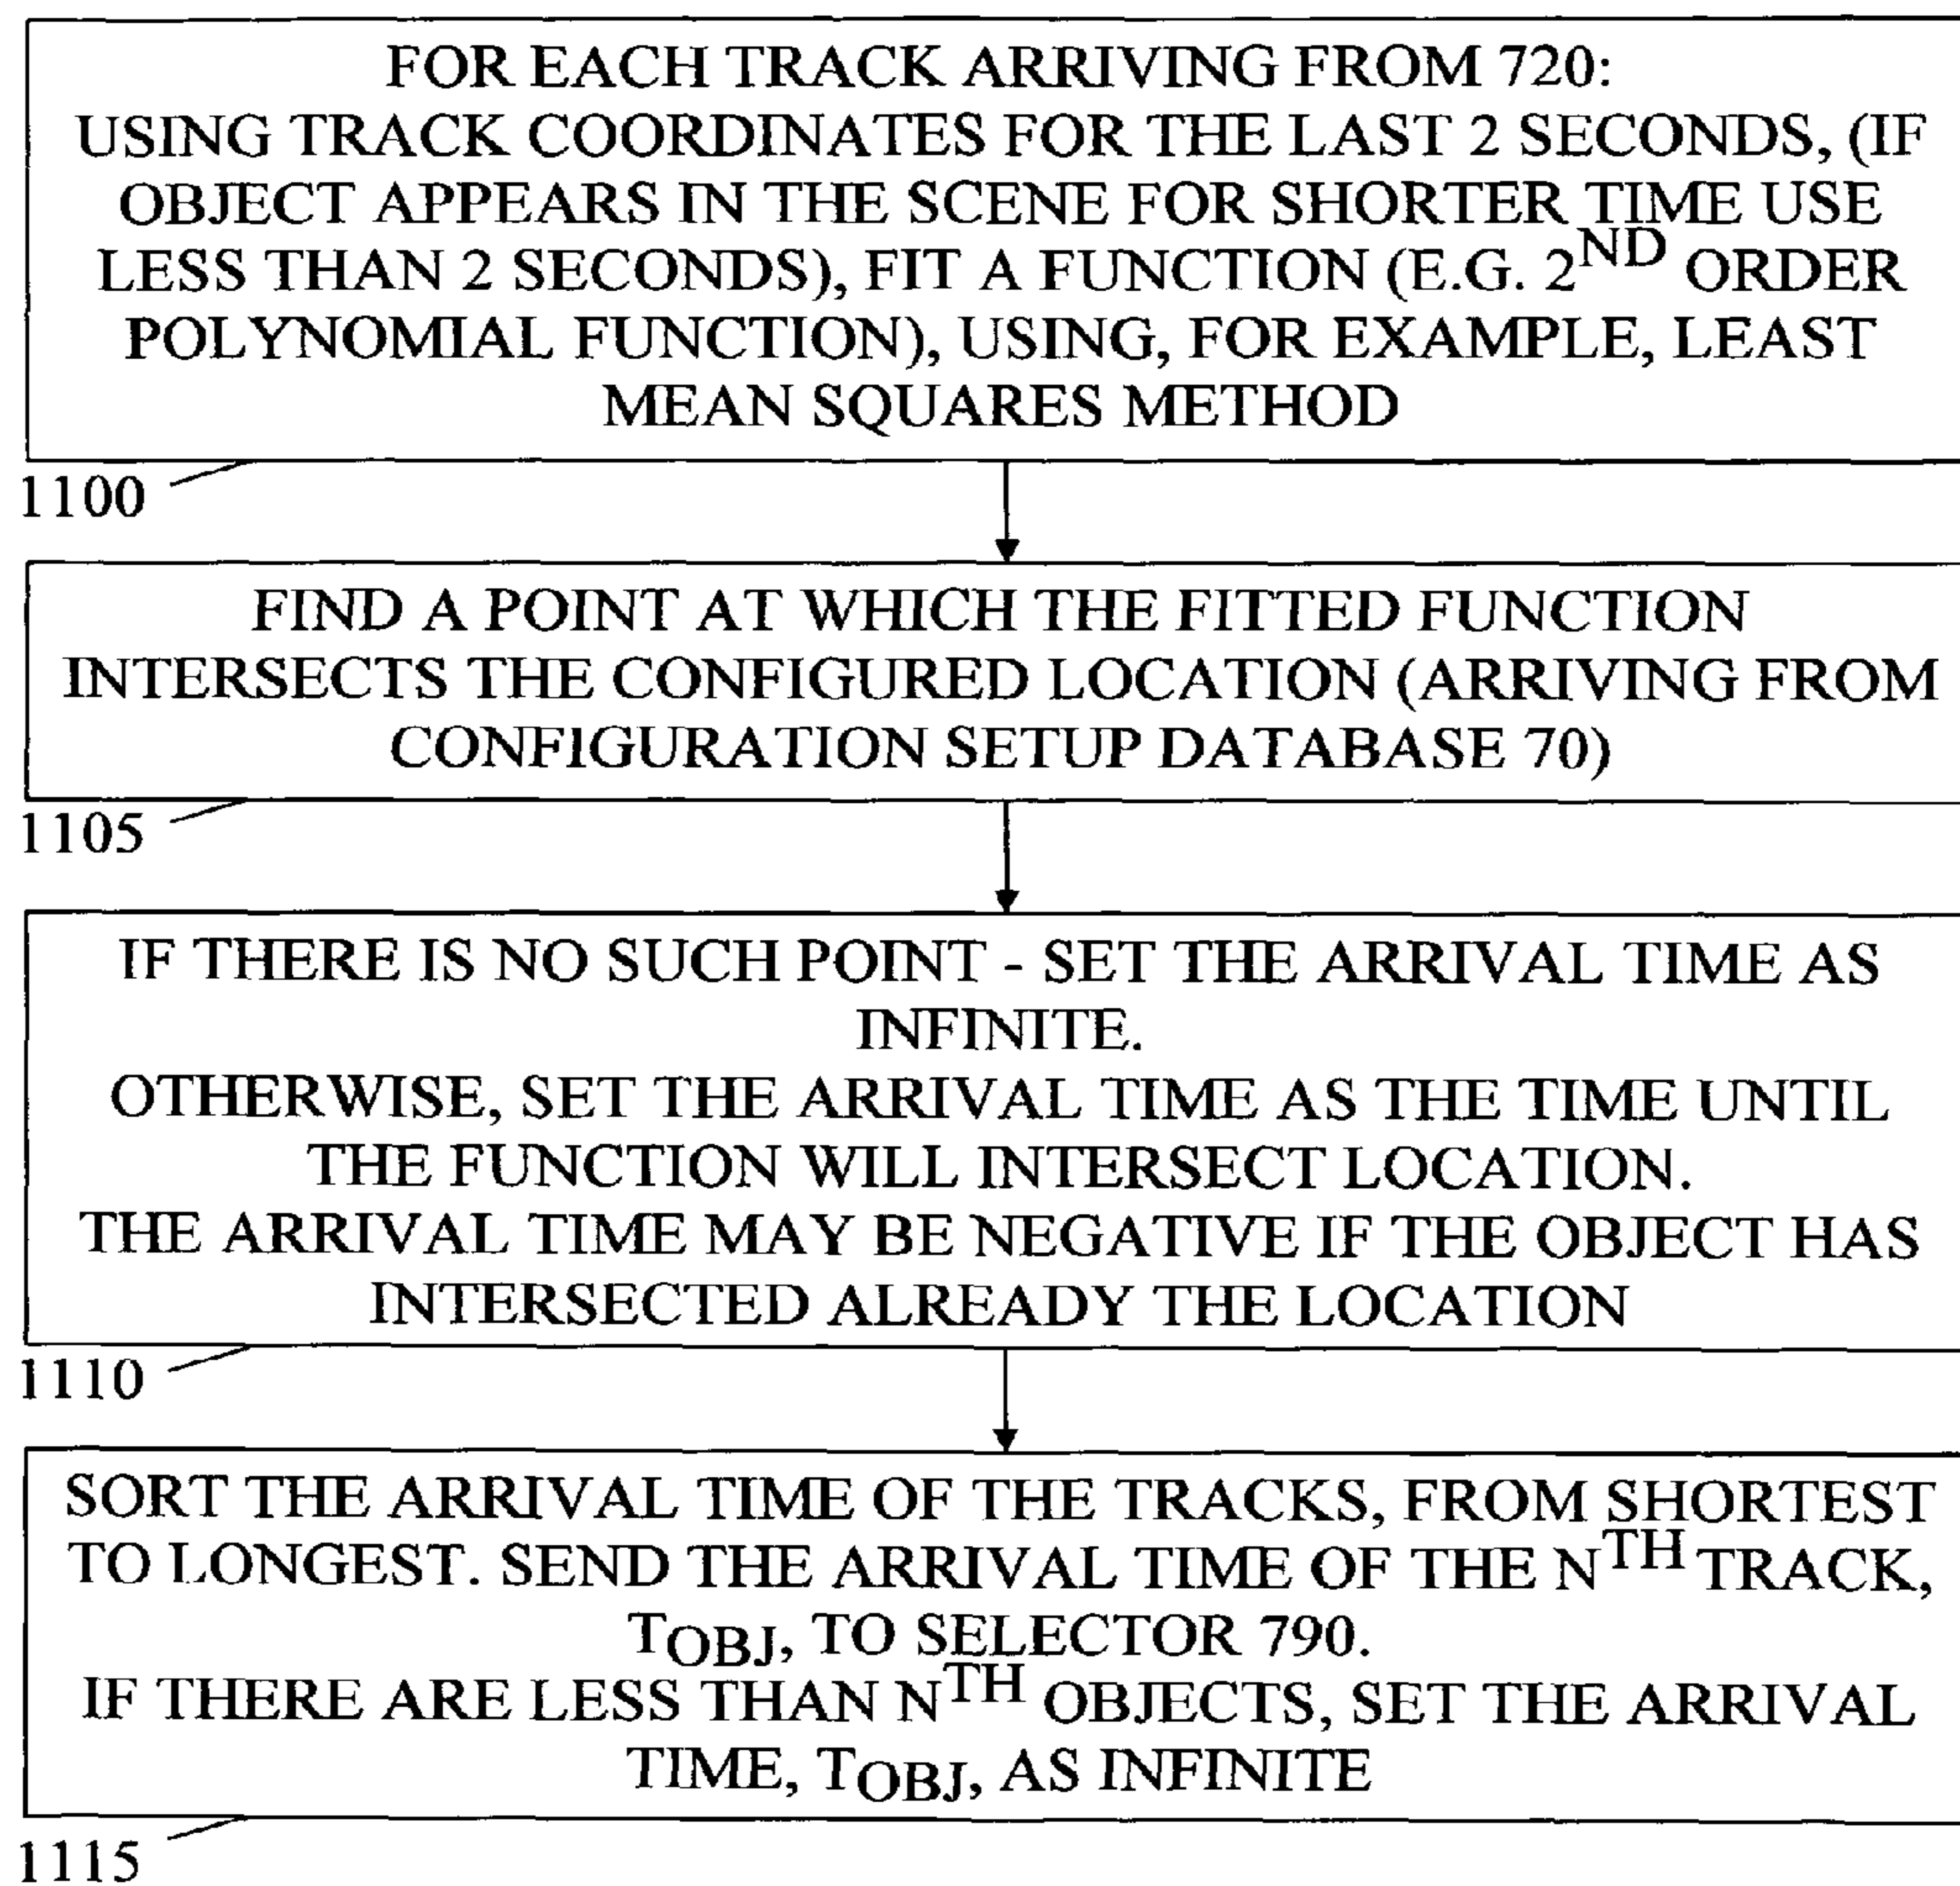 FOR EACH TRACK ARRIVING FROM 720:
USING TRACK COORDINATES FOR THE LAST 2 SECONDS, (IF
OBJECT APPEARS IN THE SCENE FOR SHORTER TIME USE
LESS THAN 2 SECONDS), FIT A FUNCTION (E.G. 2ND ORDER
POLYNOMIAL FUNCTION), USING, FOR EXAMPLE, LEAST
MEAN SQUARES METHOD
1100
FIND A POINT AT WHICH THE FITTED FUNCTION
INTERSECTS THE CONFIGURED LOCATION (ARRIVING FROM
CONFIGURATION SETUP DATABASE 70)
1105
IF THERE IS NO SUCH POINT - SET THE ARRIVAL TIME AS
INFINITE.
OTHERWISE, SET THE ARRIVAL TIME AS THE TIME UNTIL
THE FUNCTION WILL INTERSECT LOCATION.
THE ARRIVAL TIME MAY BE NEGATIVE IF THE OBJECT HAS
INTERSECTED ALREADY THE LOCATION
1110
SORT THE ARRIVAL TIME OF THE TRACKS, FROM SHORTEST
TO LONGEST. SEND THE ARRIVAL TIME OF THE NTH TRACK,
TOBJ, TO SELECTOR 790.
IF THERE ARE LESS THAN NTH OBJECTS, SET THE ARRIVAL
TIME, TOBJ, AS INFINITE
1115